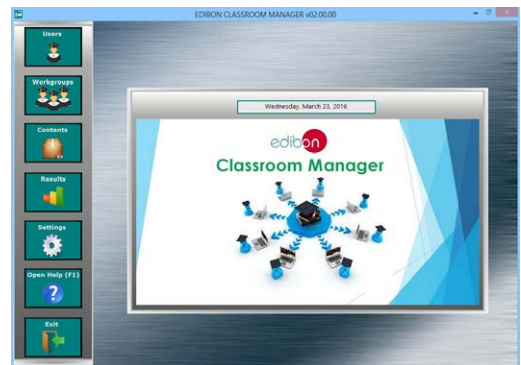 EDIBON CLASSROOM MANAGER v02.00.00
Users
Workgroups
Contents
Results
Settings
Open Help (F1)
?
Exit
Wednesday, March 23, 2016
edibon
Classroom Manager